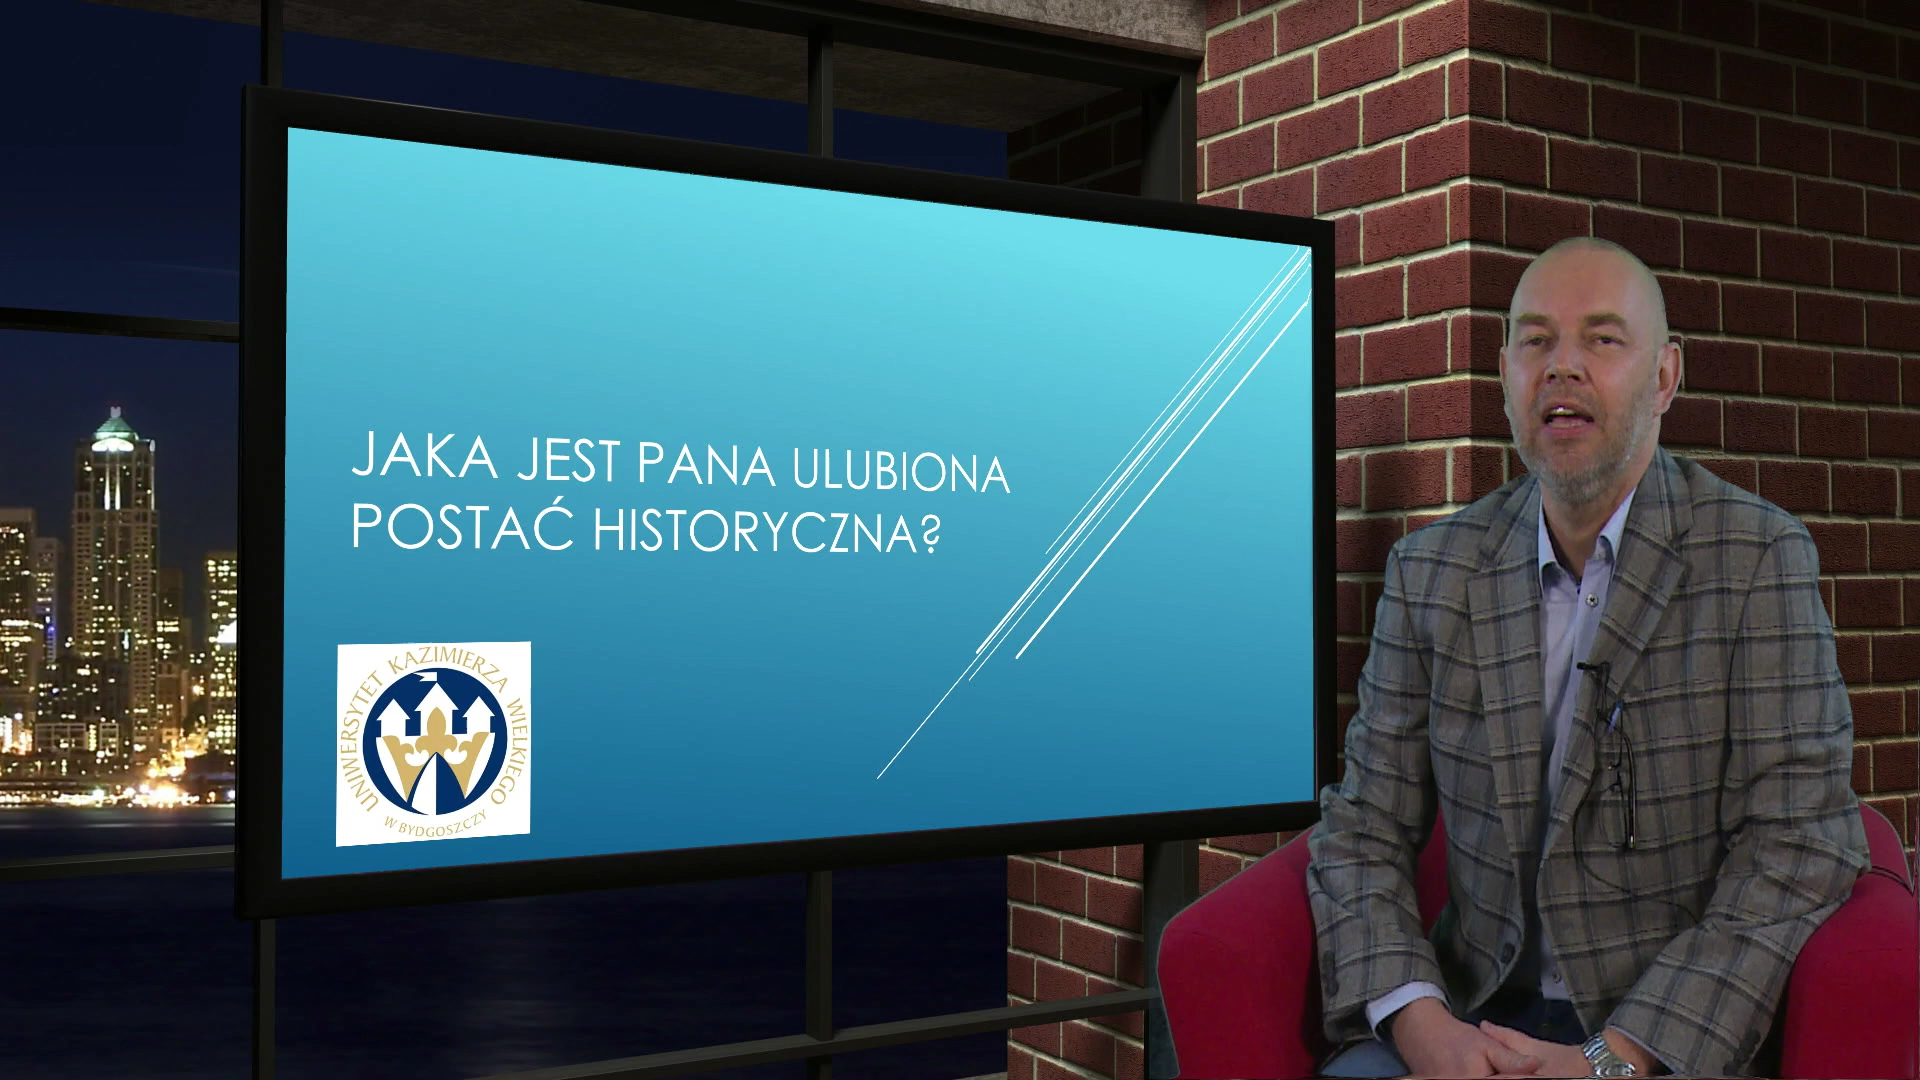 JAKA JEST PANA ULUBIONA
POSTAĆ HISTORYCZNA?
UNIWERSYTET KAZIMIERZA WIELKIEGO
W BYDGOSZCZY